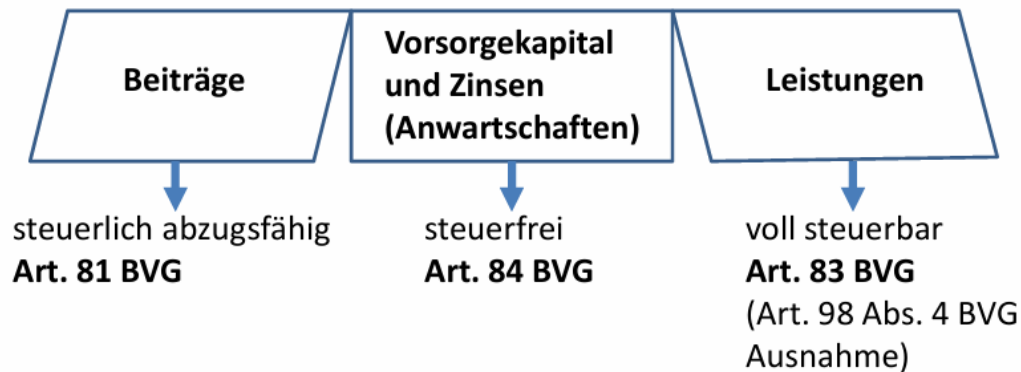 Beiträge
Vorsorgekapital
und Zinsen
(Anwartschaften)
Leistungen
steuerlich abzugsfähig
Art. 81 BVG
steuerfrei
Art. 84 BVG
voll steuerbar
Art. 83 BVG
(Art. 98 Abs. 4 BVG
Ausnahme)